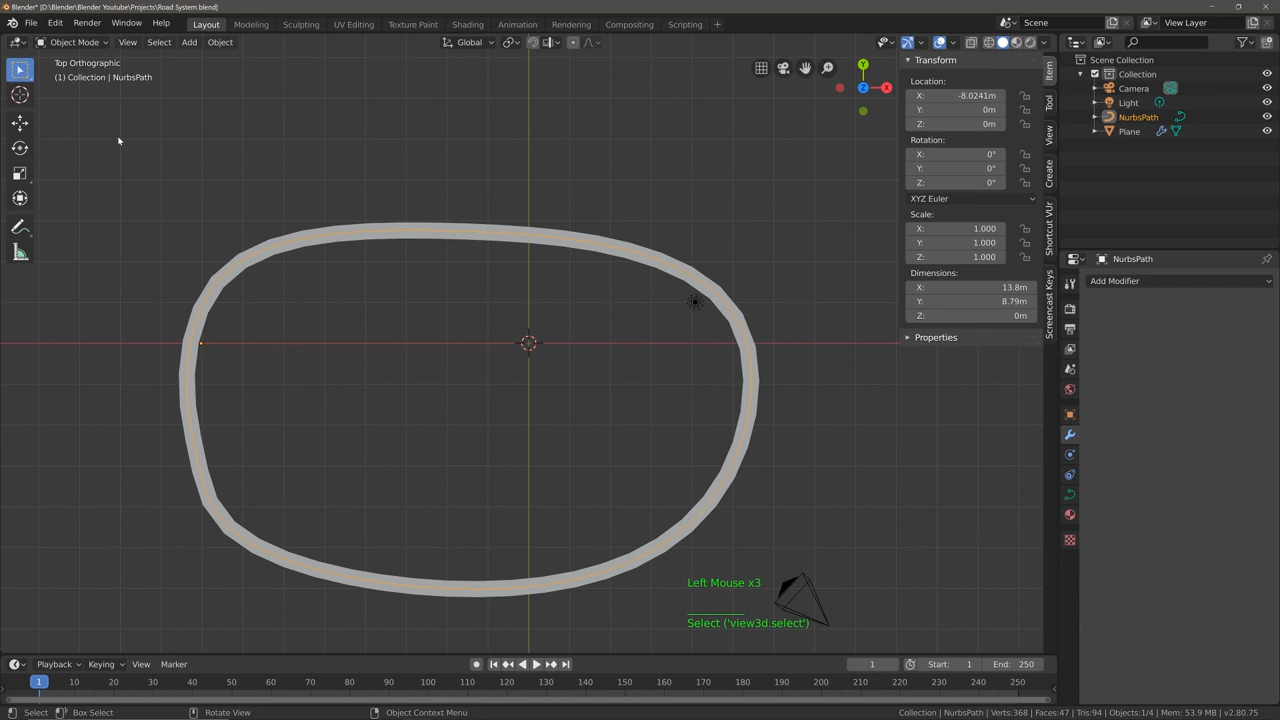 Blender* [D:\Blender\Blender Youtube\Projects\Road System.blend]
File Edit Render Window Help Layout Modeling Sculpting UV Editing Texture Paint Shading Animation Rendering Compositing Scripting Scene View Layer
Object Mode View Select Add Object Global
Top Orthographic
(1) Collection | NurbsPath
Transform
Location:
X: -8.0241m
Y: 0m
Z: 0m
Rotation:
X: 0°
Y: 0°
Z: 0°
XYZ Euler
Scale:
X: 1.000
Y: 1.000
Z: 1.000
Dimensions:
X: 13.8m
Y: 8.79m
Z: 0m
Properties
Item
Tool
View
Create
Shortcut VUr
Screencast Keys
Y
Z
X
Scene Collection
Collection
Camera
Light
NurbsPath
Plane
NurbsPath
Add Modifier
Left Mouse x3
Select ('view3d.select')
Playback Keying View Marker 1 Start: 1 End: 250
1 10 20 30 40 50 60 70 80 90 100 110 120 130 140 150 160 170 180 190 200 210 220 230 240 250
Select Box Select Rotate View Object Context Menu Collection | NurbsPath | Verts:368 | Faces:47 | Tris:94 | Objects:1/4 | Mem: 53.9 MB | v2.80.75